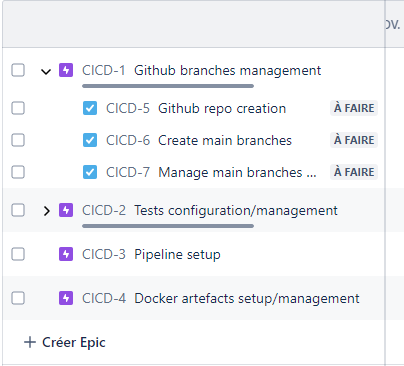 ov.
CICD-1 Github branches management
CICD-5 Github repo creation À FAIRE
CICD-6 Create main branches À FAIRE
CICD-7 Manage main branches ... À FAIRE
CICD-2 Tests configuration/management
CICD-3 Pipeline setup
CICD-4 Docker artefacts setup/management
+ Créer Epic